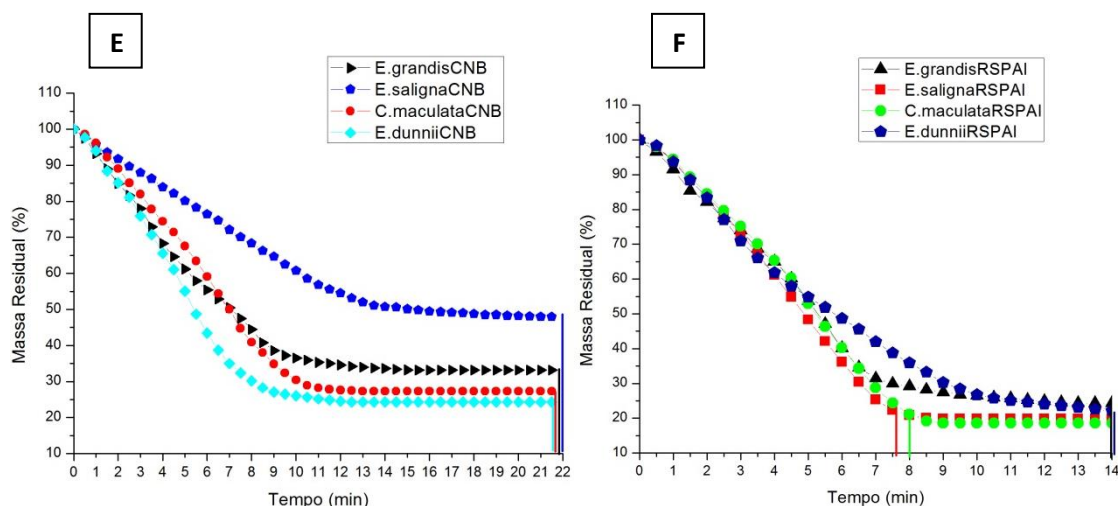 E
E.grandisCNB
E.salignaCNB
C.maculataCNB
E.dunniiCNB
Massa Residual (%)
110
100
90
80
70
60
50
40
30
20
10
0 1 2 3 4 5 6 7 8 9 10 11 12 13 14 15 16 17 18 19 20 21 22
Tempo (min)
F
E.grandisRSPAI
E.salignaRSPAI
C.maculataRSPAI
E.dunniiRSPAI
Massa Residual (%)
110
100
90
80
70
60
50
40
30
20
10
0 1 2 3 4 5 6 7 8 9 10 11 12 13 14
Tempo (min)